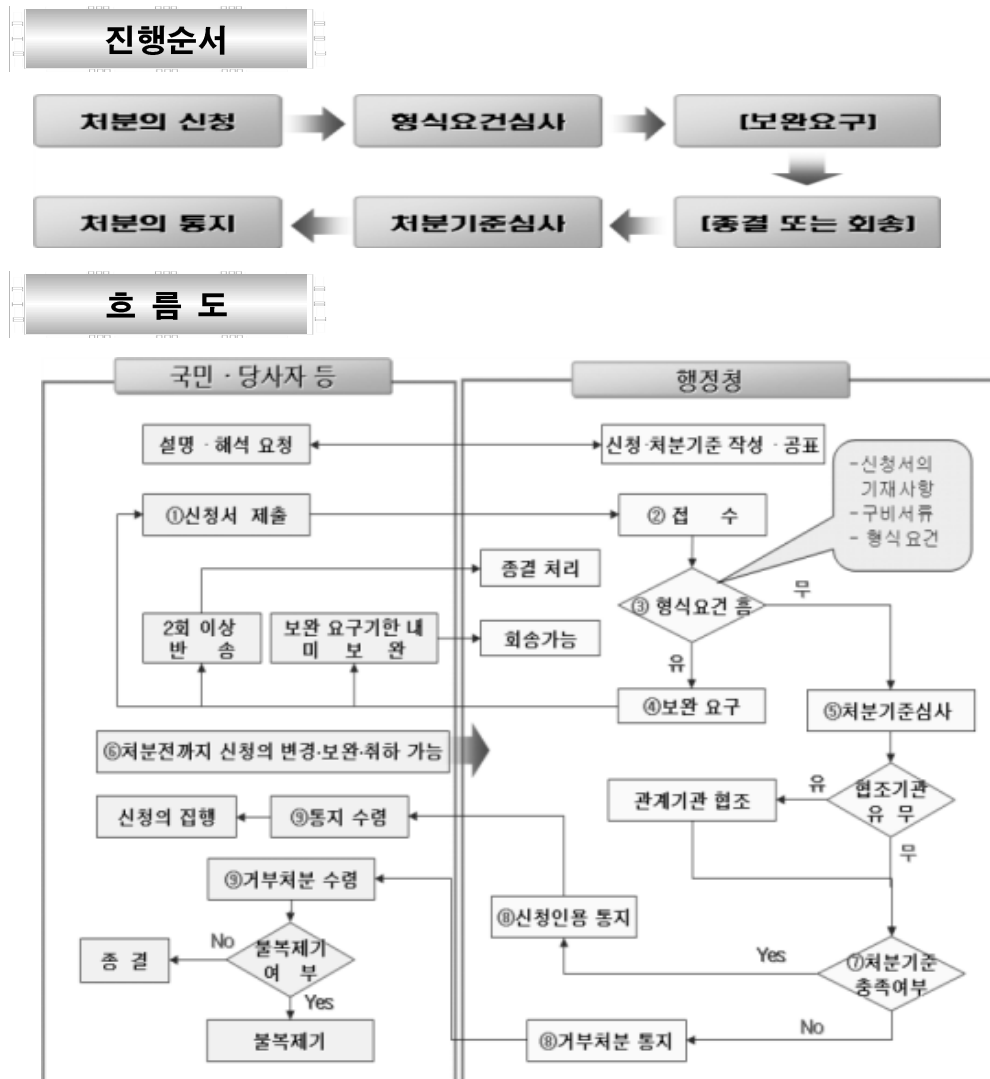 진행순서
처분의 신청
형식요건심사
[보완요구]
처분의 통지
처분기준심사
[종결 또는 회송]
흐 름 도
국민 · 당사자 등
행정청
설명 · 해석 요청
신청·처분기준 작성 · 공표
-신청서의
기재사항
-구비서류
- 형식요건
①신청서 제출
② 접 수
종결 처리
③ 형식요건 흠
무
2회 이상
반 송
보완 요구기한 내
미 보 완
회송가능
유
④보완 요구
⑤처분기준심사
⑥처분전까지 신청의 변경·보완·취하 가능
관계기관 협조
유
협조기관
유 무
무
신청의 집행
⑨통지 수령
⑨거부처분 수령
⑧신청인용 통지
종 결
No
불복제기
여 부
Yes
Yes
⑦처분기준
충족여부
불복제기
⑧거부처분 통지
No